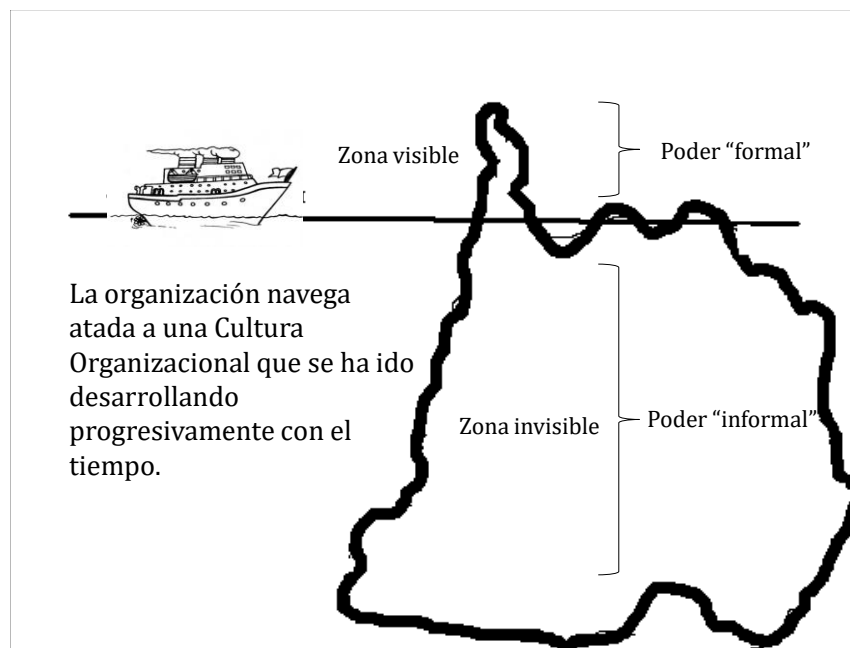 Zona visible
Poder “formal”
La organización navega
atada a una Cultura
Organizacional que se ha ido
desarrollando
progresivamente con el
tiempo.
Zona invisible
Poder “informal”